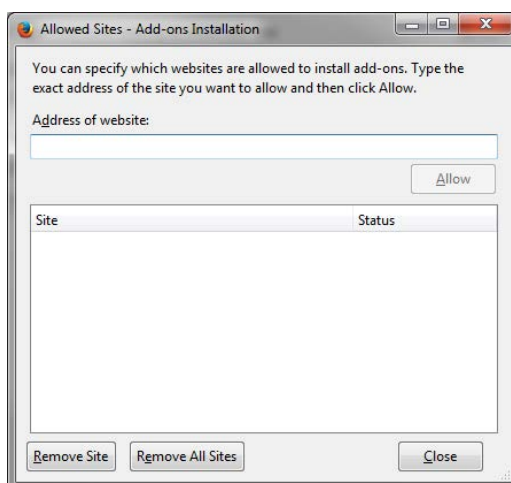 Allowed Sites - Add-ons Installation
You can specify which websites are allowed to install add-ons. Type the
exact address of the site you want to allow and then click Allow.
Address of website:
Allow
Site Status
Remove Site Remove All Sites Close